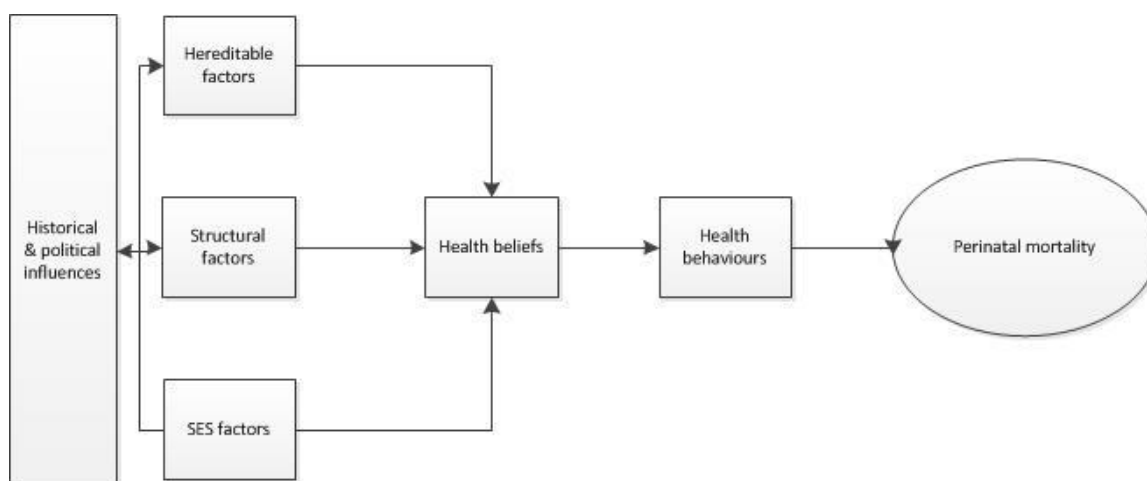 Hereditable
factors
Historical
& political
influences
Structural
factors
Health beliefs
Health
behaviours
Perinatal mortality
SES factors